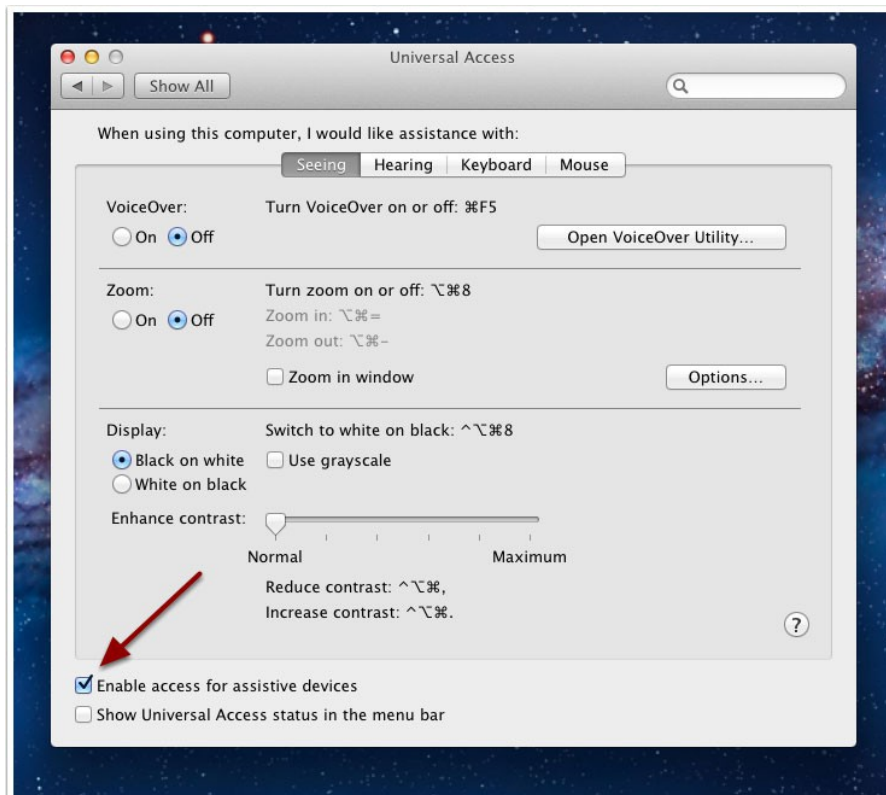 Universal Access
Show All
When using this computer, I would like assistance with:
Seeing Hearing Keyboard Mouse
VoiceOver: Turn VoiceOver on or off: ⌘F5
On Off Open VoiceOver Utility...
Zoom: Turn zoom on or off: ⌥⌘8
On Off Zoom in: ⌥⌘=
Zoom out: ⌥⌘-
Zoom in window Options...
Display: Switch to white on black: ^⌥⌘8
Black on white Use grayscale
White on black
Enhance contrast:
Normal Maximum
Reduce contrast: ^⌥⌘,
Increase contrast: ^⌥⌘.
?
Enable access for assistive devices
Show Universal Access status in the menu bar